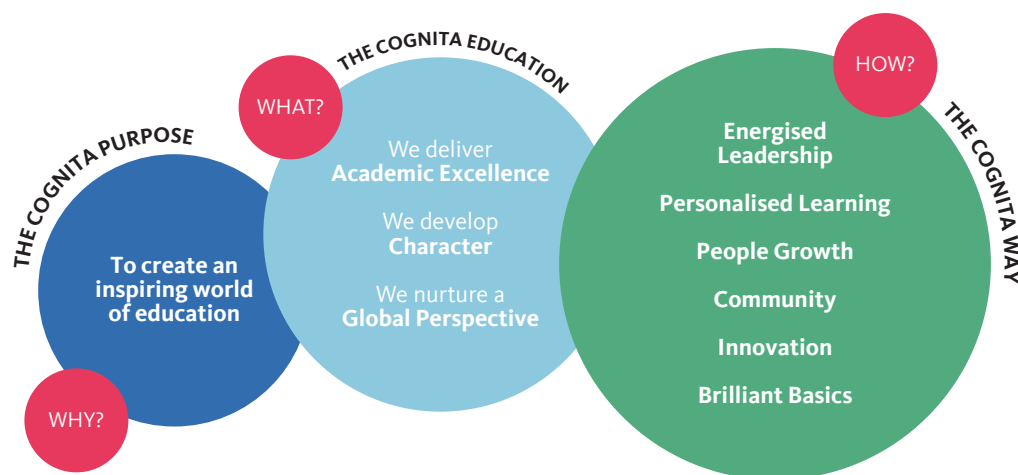 THE COGNITA PURPOSE
To create an
inspiring world
of education
WHY?
THE COGNITA EDUCATION
WHAT?
We deliver
Academic Excellence
We develop
Character
We nurture a
Global Perspective
THE COGNITA WAY
HOW?
Energised
Leadership
Personalised Learning
People Growth
Community
Innovation
Brilliant Basics